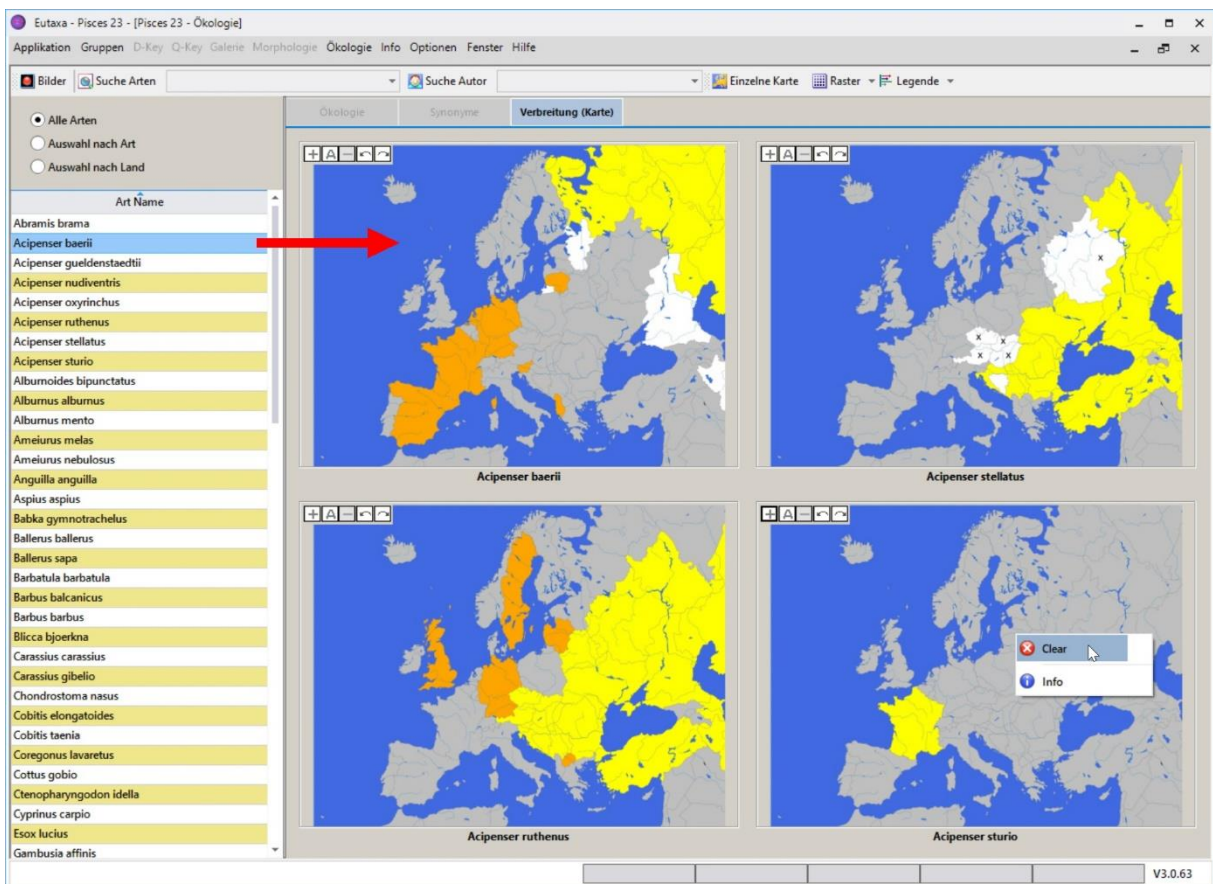 Eutaxa - Pisces 23 - [Pisces 23 - Ökologie]
Applikation Gruppen D-Key Q-Key Galerie Morphologie Ökologie Info Optionen Fenster Hilfe
Bilder Suche Arten Suche Autor Einzelne Karte Raster Legende
Alle Arten
Auswahl nach Art
Auswahl nach Land
Ökologie Synonyme Verbreitung (Karte)
Art Name
Abramis brama
Acipenser baerii
Acipenser gueldenstaedtii
Acipenser nudiventris
Acipenser oxyrinchus
Acipenser ruthenus
Acipenser stellatus
Acipenser sturio
Alburnoides bipunctatus
Alburnus alburnus
Alburnus mento
Ameiurus melas
Ameiurus nebulosus
Anguilla anguilla
Aspius aspius
Babka gymnotrachelus
Ballerus ballerus
Ballerus sapa
Barbatula barbatula
Barbus balcanicus
Barbus barbus
Blicca bjoerkna
Carassius carassius
Carassius gibelio
Chondrostoma nasus
Cobitis elongatoides
Cobitis taenia
Coregonus lavaretus
Cottus gobio
Ctenopharyngodon idella
Cyprinus carpio
Esox lucius
Gambusia affinis
A
Acipenser baerii
A
x
x x
x x
Acipenser stellatus
A
Acipenser ruthenus
A
Clear
Info
Acipenser sturio
V3.0.63